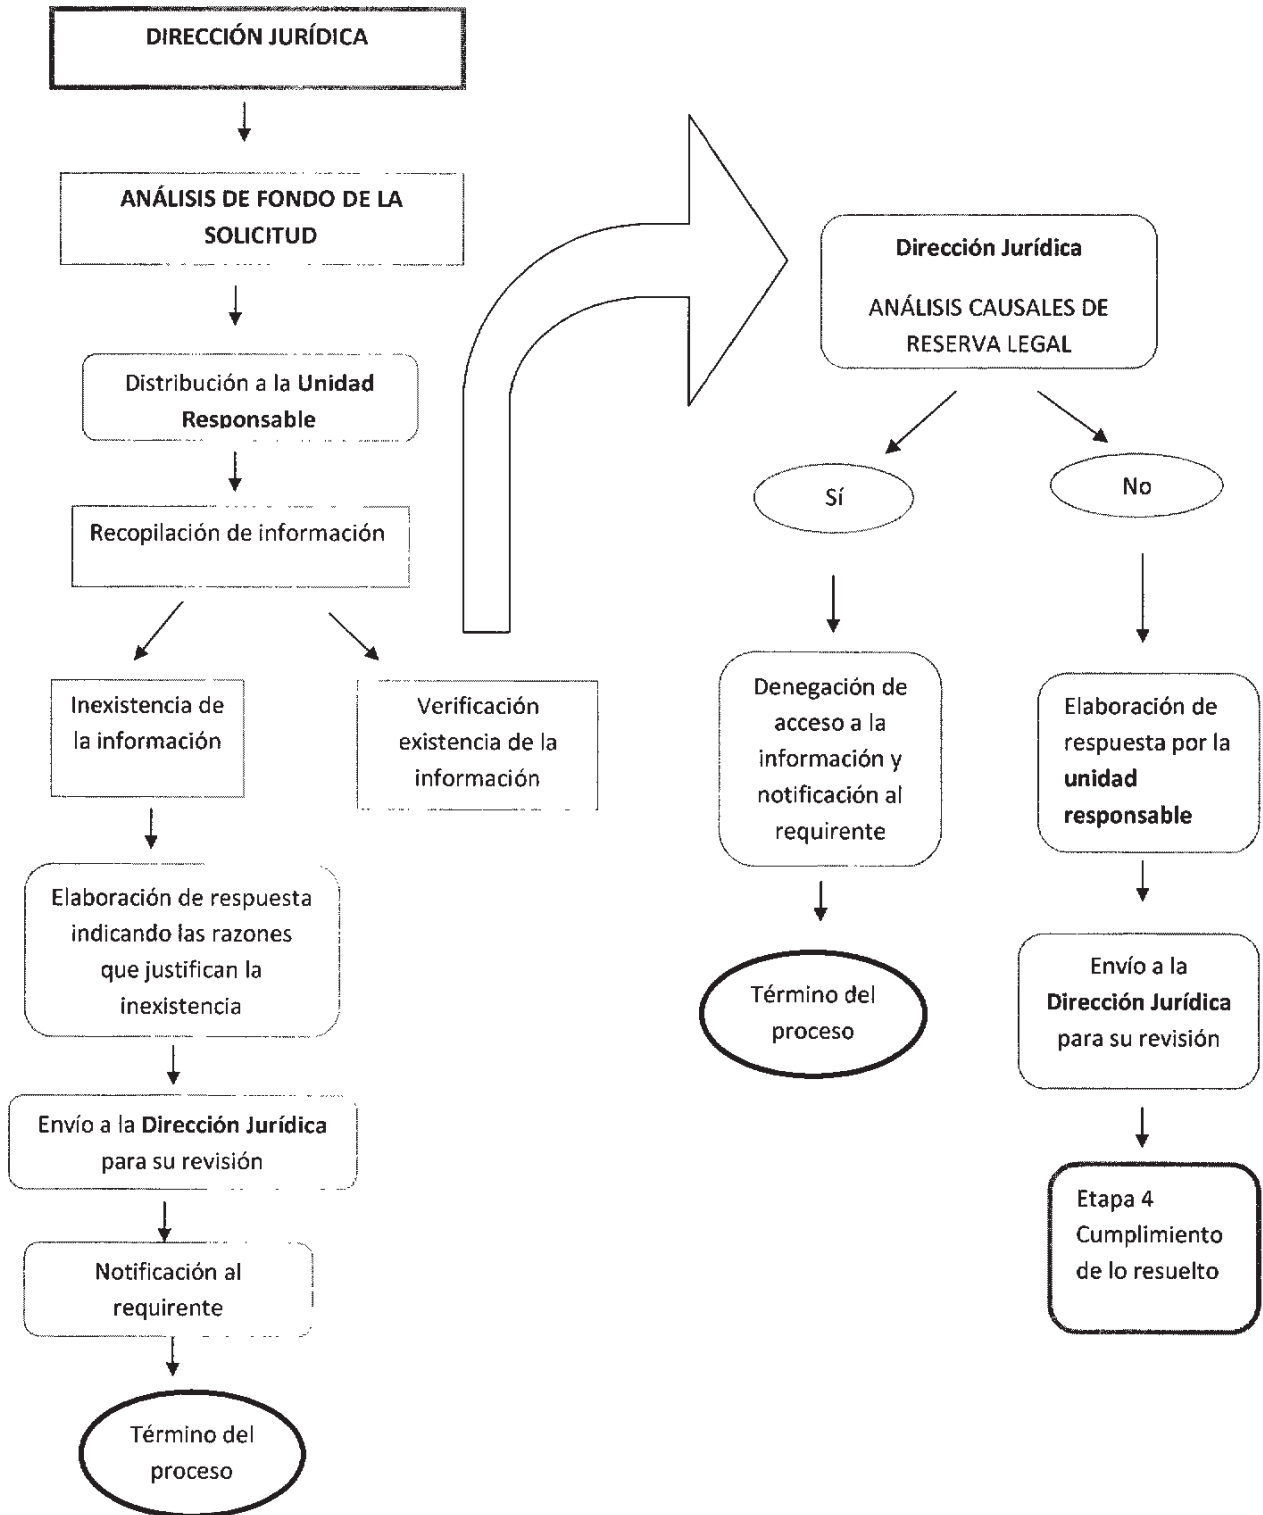 DIRECCIÓN JURÍDICA
ANÁLISIS DE FONDO DE LA
SOLICITUD
Distribución a la Unidad
Responsable
Recopilación de información
Inexistencia de
la información
Verificación
existencia de la
información
Elaboración de respuesta
indicando las razones
que justifican la
inexistencia
Envío a la Dirección Jurídica
para su revisión
Notificación al
requirente
Término del
proceso
Dirección Jurídica
ANÁLISIS CAUSALES DE
RESERVA LEGAL
Sí
No
Denegación de
acceso a la
información y
notificación al
requirente
Término del
proceso
Elaboración de
respuesta por la
unidad
responsable
Envío a la
Dirección Jurídica
para su revisión
Etapa 4
Cumplimiento
de lo resuelto